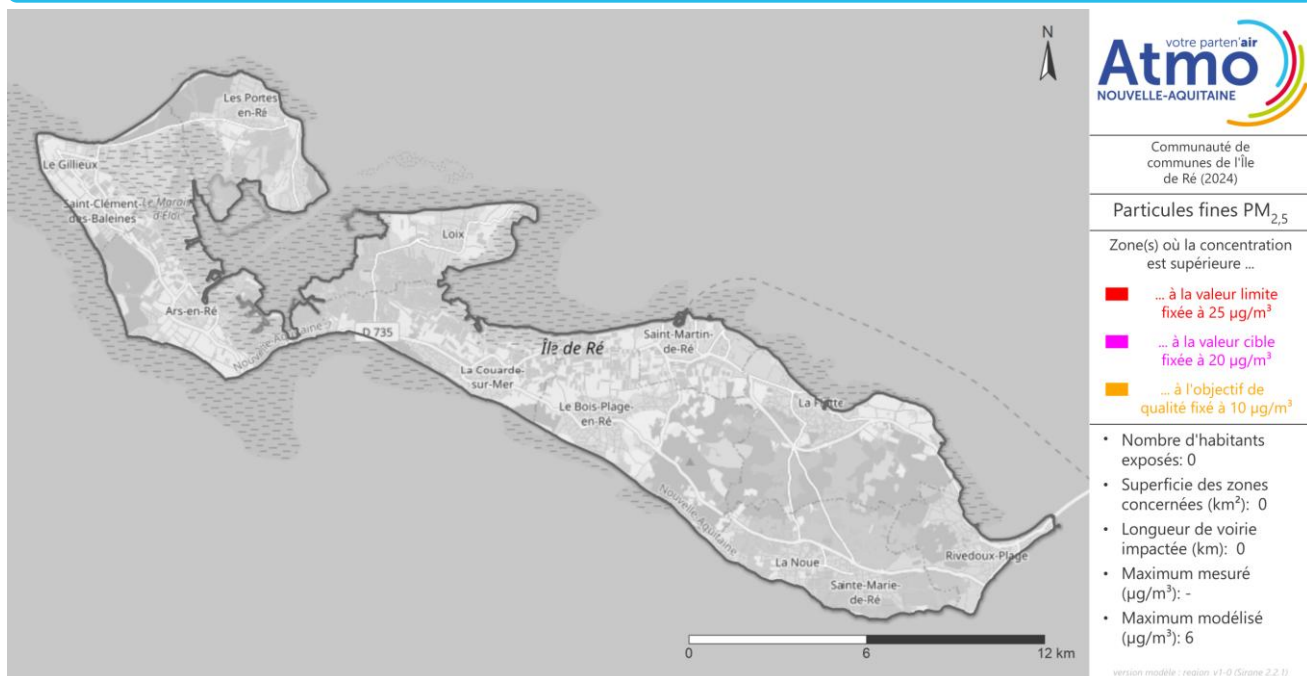 N
Les Portes
en-Ré
Le Gillieux
Saint-Clément-
des-Baleines
Le Marais
d'Eloi
Loix
Ars-en-Ré
Nouvelle-Aquitaine
D 735
Île de Ré
Saint-Martin-
de-Ré
La Couarde-
sur-Mer
Le Bois-Plage-
en-Ré
La Flotte
Nouvelle-Aquitaine
La Noue
Rivedoux-Plage
Sainte-Marie-
de-Ré
0
6
12 km
votre parten'air
Atmo
NOUVELLE-AQUITAINE
Communauté de
communes de l'Île
de Ré (2024)
Particules fines PM2,5
Zone(s) où la concentration
est supérieure ...
... à la valeur limite
fixée à 25 µg/m³
... à la valeur cible
fixée à 20 µg/m³
... à l'objectif de
qualité fixé à 10 µg/m³
• Nombre d'habitants
exposés: 0
• Superficie des zones
concernées (km²): 0
• Longueur de voirie
impactée (km): 0
• Maximum mesuré
(µg/m³): -
• Maximum modélisé
(µg/m³): 6
version modèle : region_v1-0 (Sirane 2.2.1)